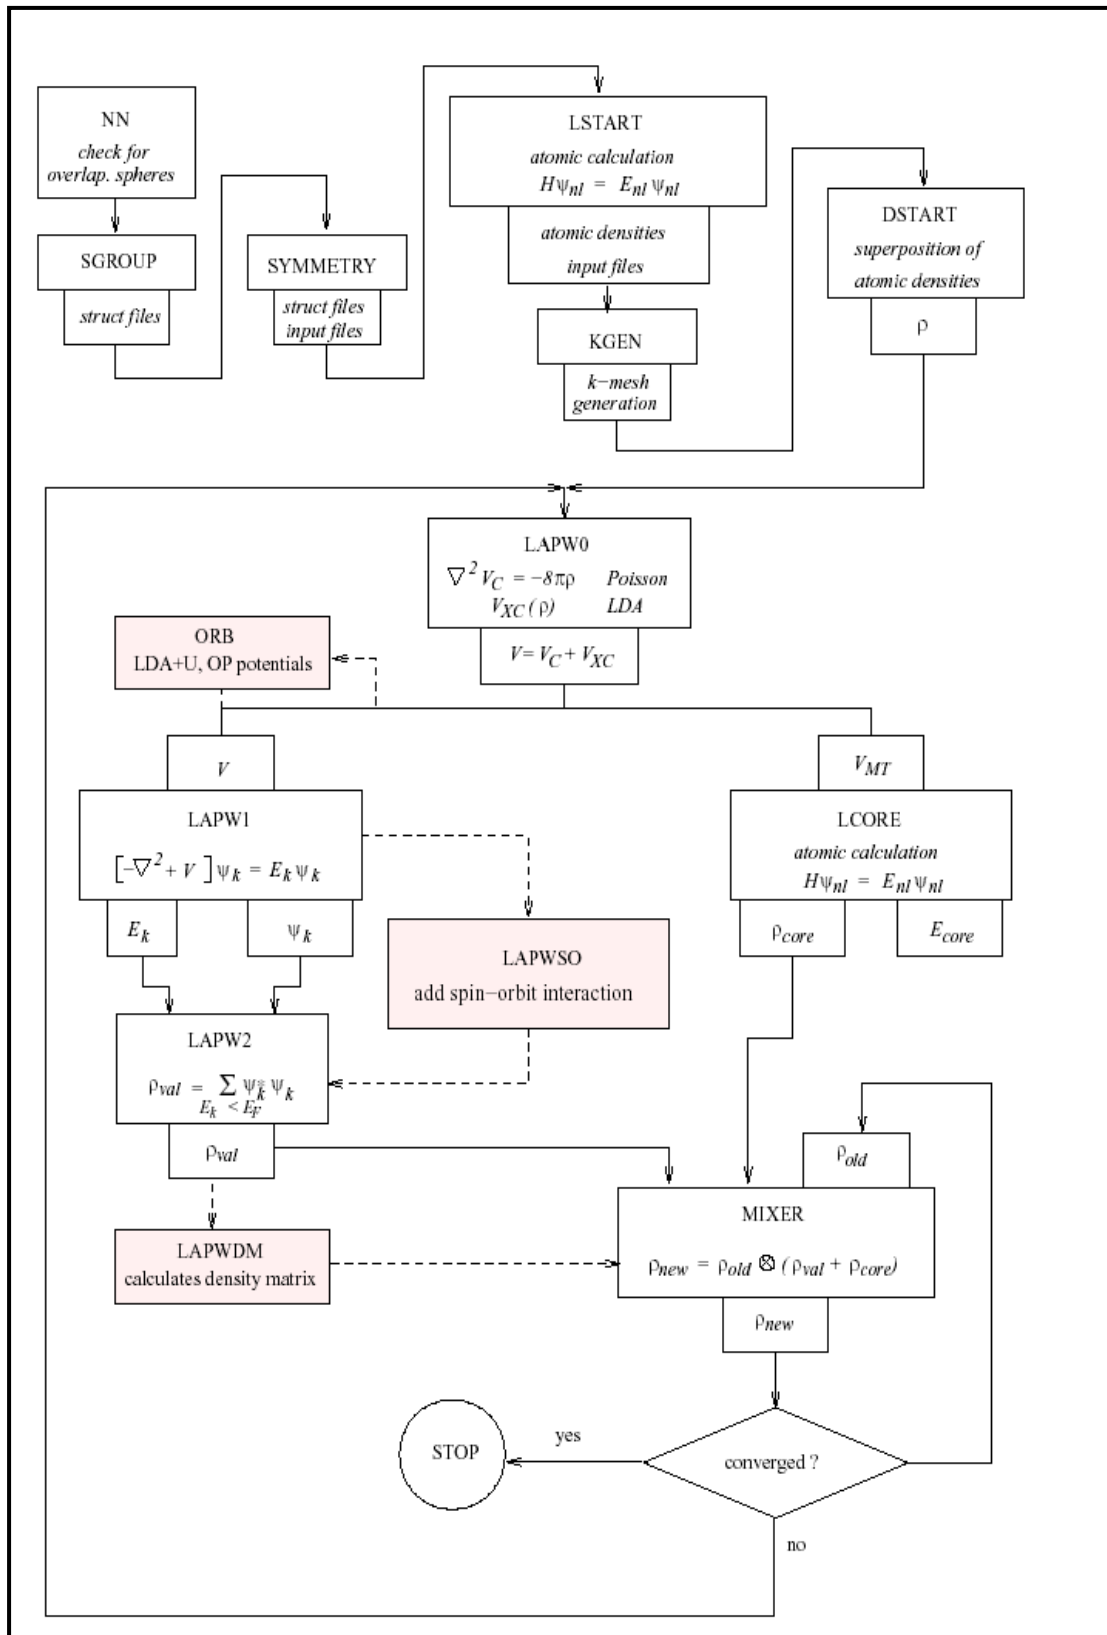 NN
check for
overlap. spheres
SGROUP
struct files
SYMMETRY
struct files
input files
LSTART
atomic calculation
Hψnl = Enl ψnl
atomic densities
input files
KGEN
k−mesh
generation
DSTART
superposition of
atomic densities
ρ
LAPW0
∇² VC = −8πρ Poisson
VXC(ρ) LDA
V= VC + VXC
ORB
LDA+U, OP potentials
V
VMT
LAPW1
[−∇² + V ] ψk = Ek ψk
Ek
ψk
LCORE
atomic calculation
Hψnl = Enl ψnl
ρcore
Ecore
LAPWSO
add spin−orbit interaction
LAPW2
ρval = Σ ψk* ψk
Ek < EF
ρval
LAPWDM
calculates density matrix
ρold
MIXER
ρnew = ρold ⊗ (ρval + ρcore)
ρnew
STOP
yes
converged ?
no